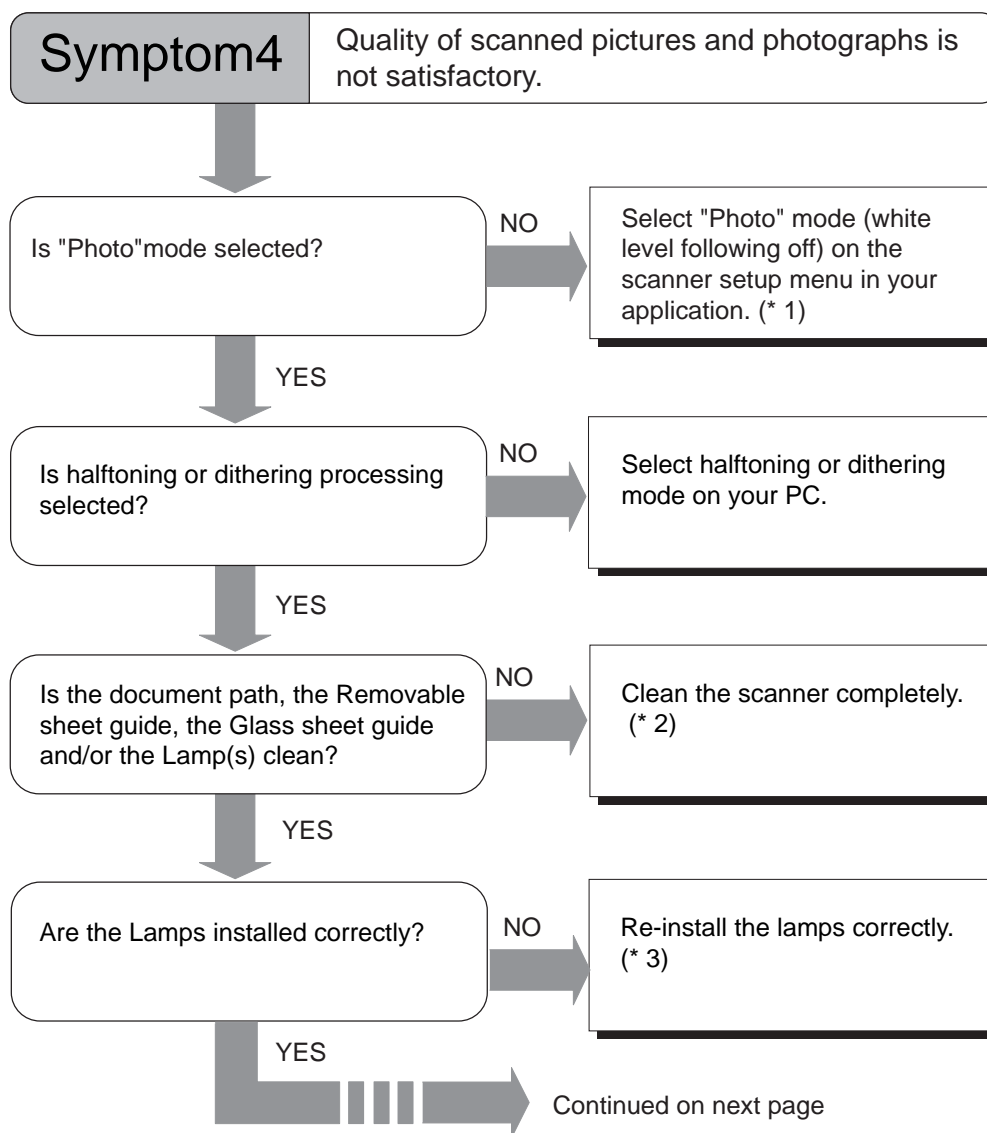 Symptom4
Quality of scanned pictures and photographs is
not satisfactory.
Is "Photo"mode selected?
NO
Select "Photo" mode (white
level following off) on the
scanner setup menu in your
application. (* 1)
YES
Is halftoning or dithering processing
selected?
NO
Select halftoning or dithering
mode on your PC.
YES
Is the document path, the Removable
sheet guide, the Glass sheet guide
and/or the Lamp(s) clean?
NO
Clean the scanner completely.
(* 2)
YES
Are the Lamps installed correctly?
NO
Re-install the lamps correctly.
(* 3)
YES
Continued on next page